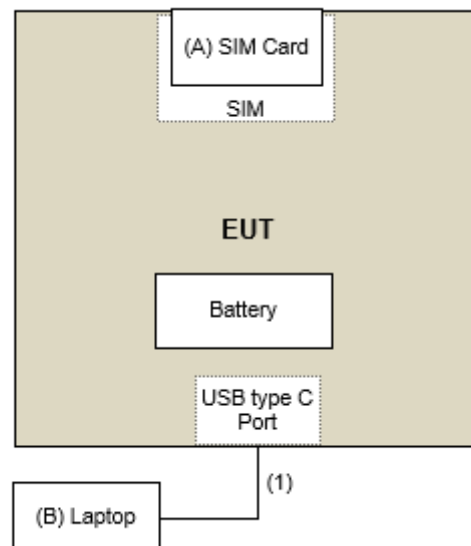 (A) SIM Card
SIM
EUT
Battery
USB type C
Port
(1)
(B) Laptop